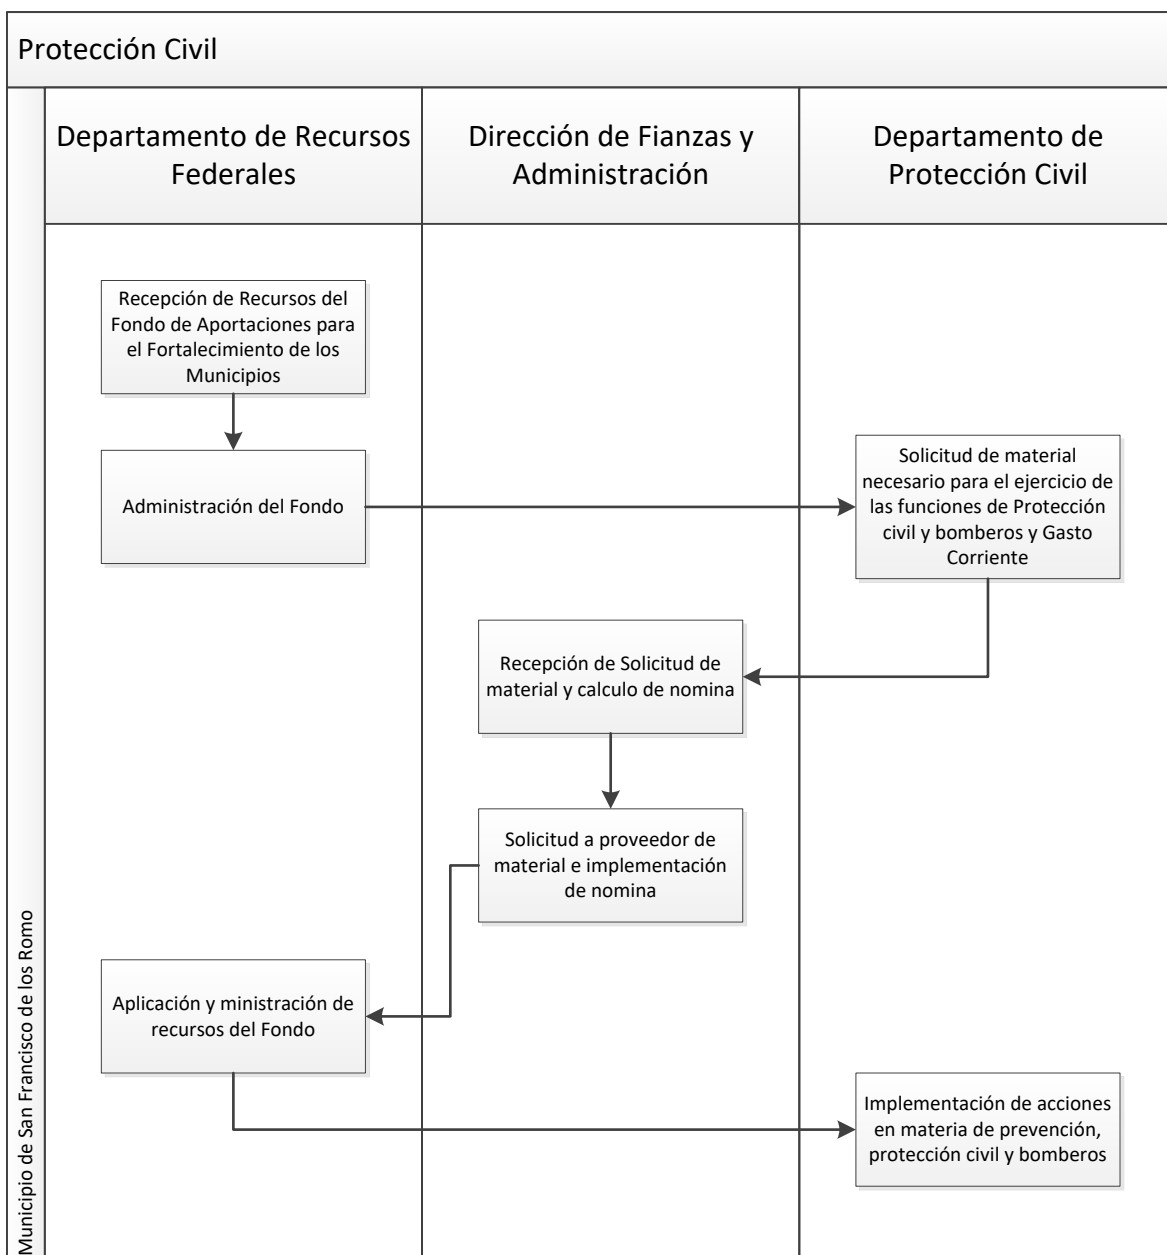 Protección Civil
Departamento de Recursos
Federales
Dirección de Fianzas y
Administración
Departamento de
Protección Civil
Recepción de Recursos del
Fondo de Aportaciones para
el Fortalecimiento de los
Municipios
Administración del Fondo
Solicitud de material
necesario para el ejercicio de
las funciones de Protección
civil y bomberos y Gasto
Corriente
Recepción de Solicitud de
material y calculo de nomina
Solicitud a proveedor de
material e implementación
de nomina
Aplicación y ministración de
recursos del Fondo
Implementación de acciones
en materia de prevención,
protección civil y bomberos
Municipio de San Francisco de los Romo